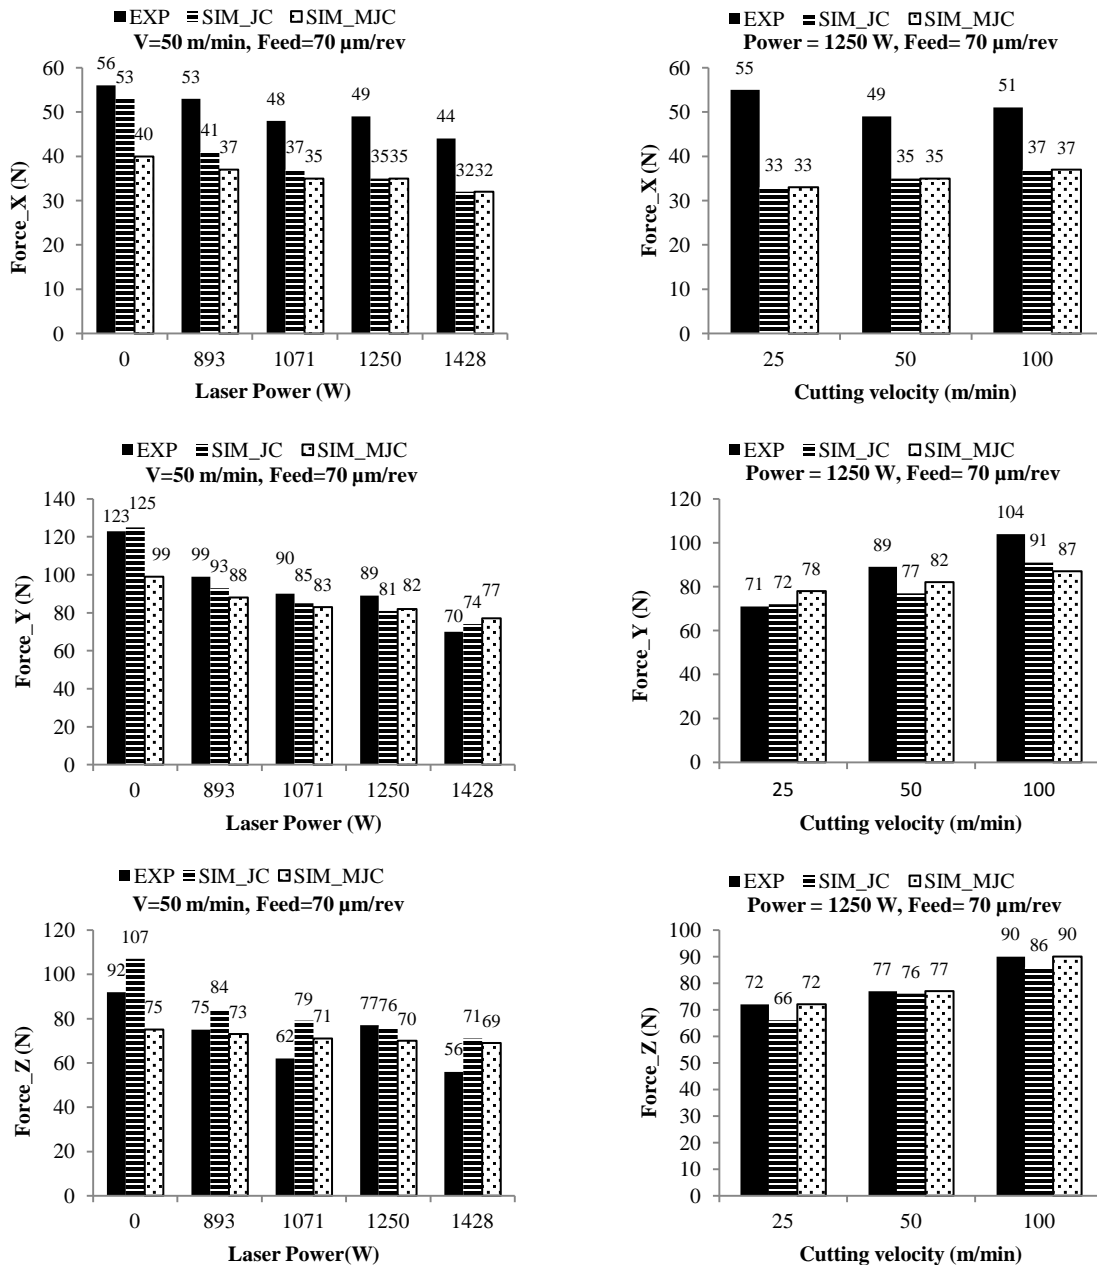 EXP SIM_JC SIM_MJC
V=50 m/min, Feed=70 µm/rev
Force_X (N)
60
50
40
30
20
10
0
56 53 40
53 41 37
48 37 35
49 35 35
44 32 32
0 893 1071 1250 1428
Laser Power (W)
EXP SIM_JC SIM_MJC
Power = 1250 W, Feed= 70 µm/rev
Force_X (N)
60
50
40
30
20
10
0
55 33 33
49 35 35
51 37 37
25 50 100
Cutting velocity (m/min)
EXP SIM_JC SIM_MJC
V=50 m/min, Feed=70 µm/rev
Force_Y (N)
140
120
100
80
60
40
20
0
123 125 99
99 93 88
90 85 83
89 81 82
70 74 77
0 893 1071 1250 1428
Laser Power (W)
EXP SIM_JC SIM_MJC
Power = 1250 W, Feed= 70 µm/rev
Force_Y (N)
120
100
80
60
40
20
0
71 72 78
89 77 82
104 91 87
25 50 100
Cutting velocity (m/min)
EXP SIM_JC SIM_MJC
V=50 m/min, Feed=70 µm/rev
Force_Z (N)
120
100
80
60
40
20
0
92 107 75
75 84 73
62 79 71
77 76 70
56 71 69
0 893 1071 1250 1428
Laser Power(W)
EXP SIM_JC SIM_MJC
Power = 1250 W, Feed= 70 µm/rev
Force_Z (N)
100
90
80
70
60
50
40
30
20
10
0
72 66 72
77 76 77
90 86 90
25 50 100
Cutting velocity (m/min)